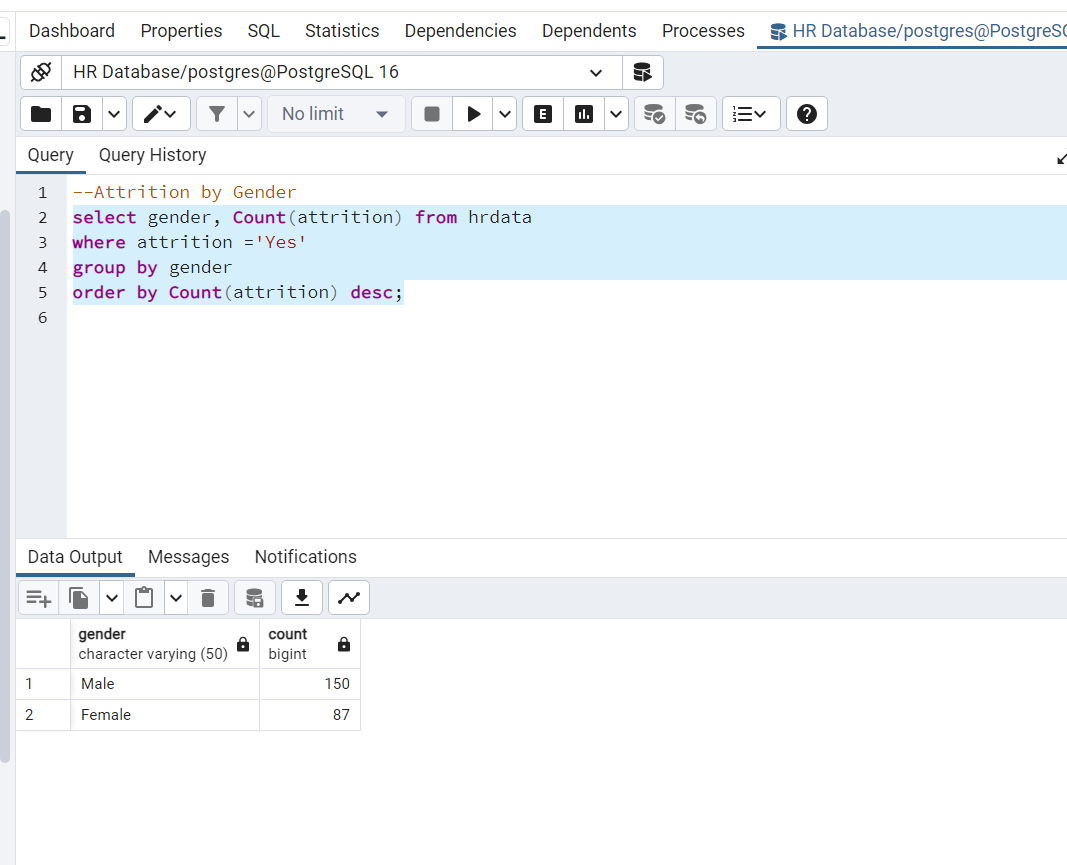 Dashboard Properties SQL Statistics Dependencies Dependents Processes HR Database/postgres@PostgreSQ
HR Database/postgres@PostgreSQL 16
No limit E
Query Query History
1 --Attrition by Gender
2 select gender, Count(attrition) from hrdata
3 where attrition ='Yes'
4 group by gender
5 order by Count(attrition) desc;
6
Data Output Messages Notifications
gender count
character varying (50) bigint
1 Male 150
2 Female 87